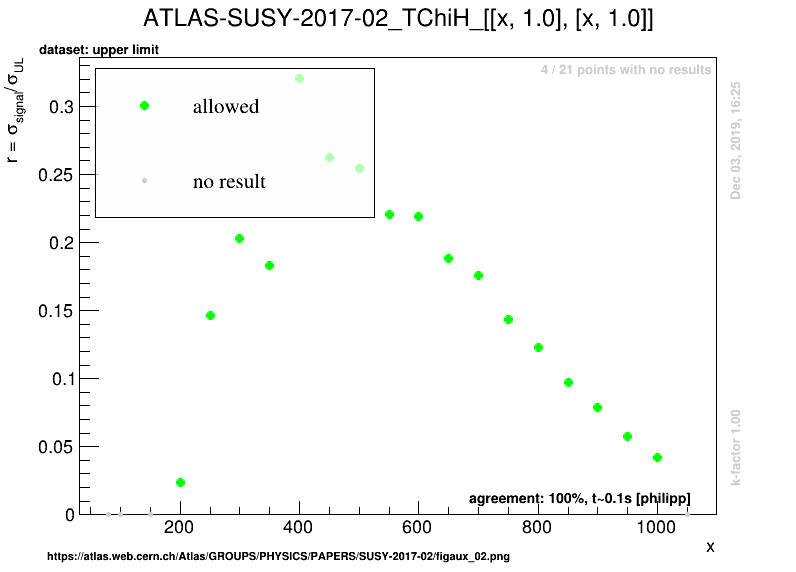 ATLAS-SUSY-2017-02_TChiH_[[x, 1.0], [x, 1.0]]
dataset: upper limit
4 / 21 points with no results
r = σsignal/σUL
allowed
no result
0.3
0.25
0.2
0.15
0.1
0.05
0
200
400
600
800
1000
x
agreement: 100%, t~0.1s [philipp]
Dec 03, 2019, 16:25
k-factor 1.00
https://atlas.web.cern.ch/Atlas/GROUPS/PHYSICS/PAPERS/SUSY-2017-02/figaux_02.png